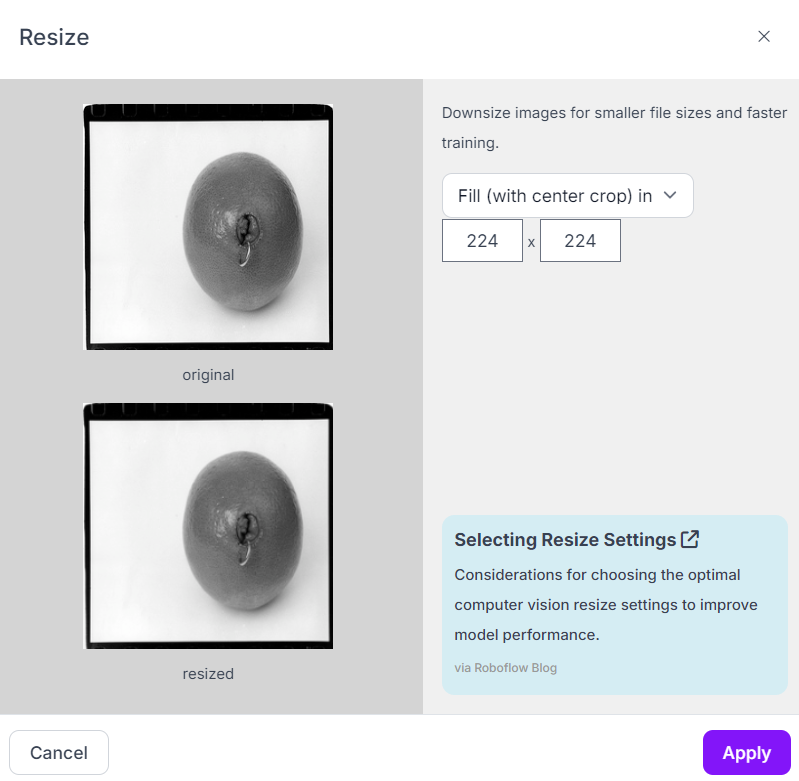 Resize
original
resized
Downsize images for smaller file sizes and faster
training.
Fill (with center crop) in
224 x 224
Selecting Resize Settings
Considerations for choosing the optimal
computer vision resize settings to improve
model performance.
via Roboflow Blog
Cancel
Apply